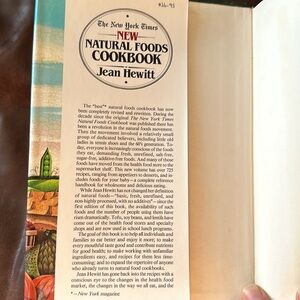 $16.95
The New York Times
NEW
NATURAL FOODS
COOKBOOK
Jean Hewitt
The "best"* natural foods cookbook has now
been completely revised and rewritten. During the
decade since the original The New York Times
Natural Foods Cookbook was published there has
been a revolution in the natural foods movement.
Then the movement involved a relatively small
group of dedicated believers, including little old
ladies in tennis shoes and the 60's generation. To-
day, everyone is increasingly conscious of the foods
they eat, demanding fresh, unrefined, salt-free,
sugar-free, additive-free foods. And many of those
foods have moved from the health food store to the
supermarket shelf. This new volume has over 725
recipes, ranging from appetizers to desserts, and in-
cludes foods for your baby—a complete reference
handbook for wholesome and delicious eating.
While Jean Hewitt has not changed her definition
of natural foods—"basic, fresh, unrefined, and
non-highly processed, with no additives"—since the
first edition of this book, the availability of such
foods and the number of people using them have
risen dramatically. Tofu, soy beans, and lentils have
come out of the health food stores and specialty
shops and are now used in school lunch programs.
The goal of this book is to help all individuals and
families to eat better and enjoy it more; to make
every mouthful taste good and contribute nutrients
for good health; to make working with unfamiliar
ingredients easy, and recipes for them less time-
consuming; and to expand the repertoire of anyone
who already turns to natural food cookbooks.
Jean Hewitt has gone back into the recipes with a
conscious eye to the changes in the health food
market, the changes in the way we all eat, and the
*—New York magazine